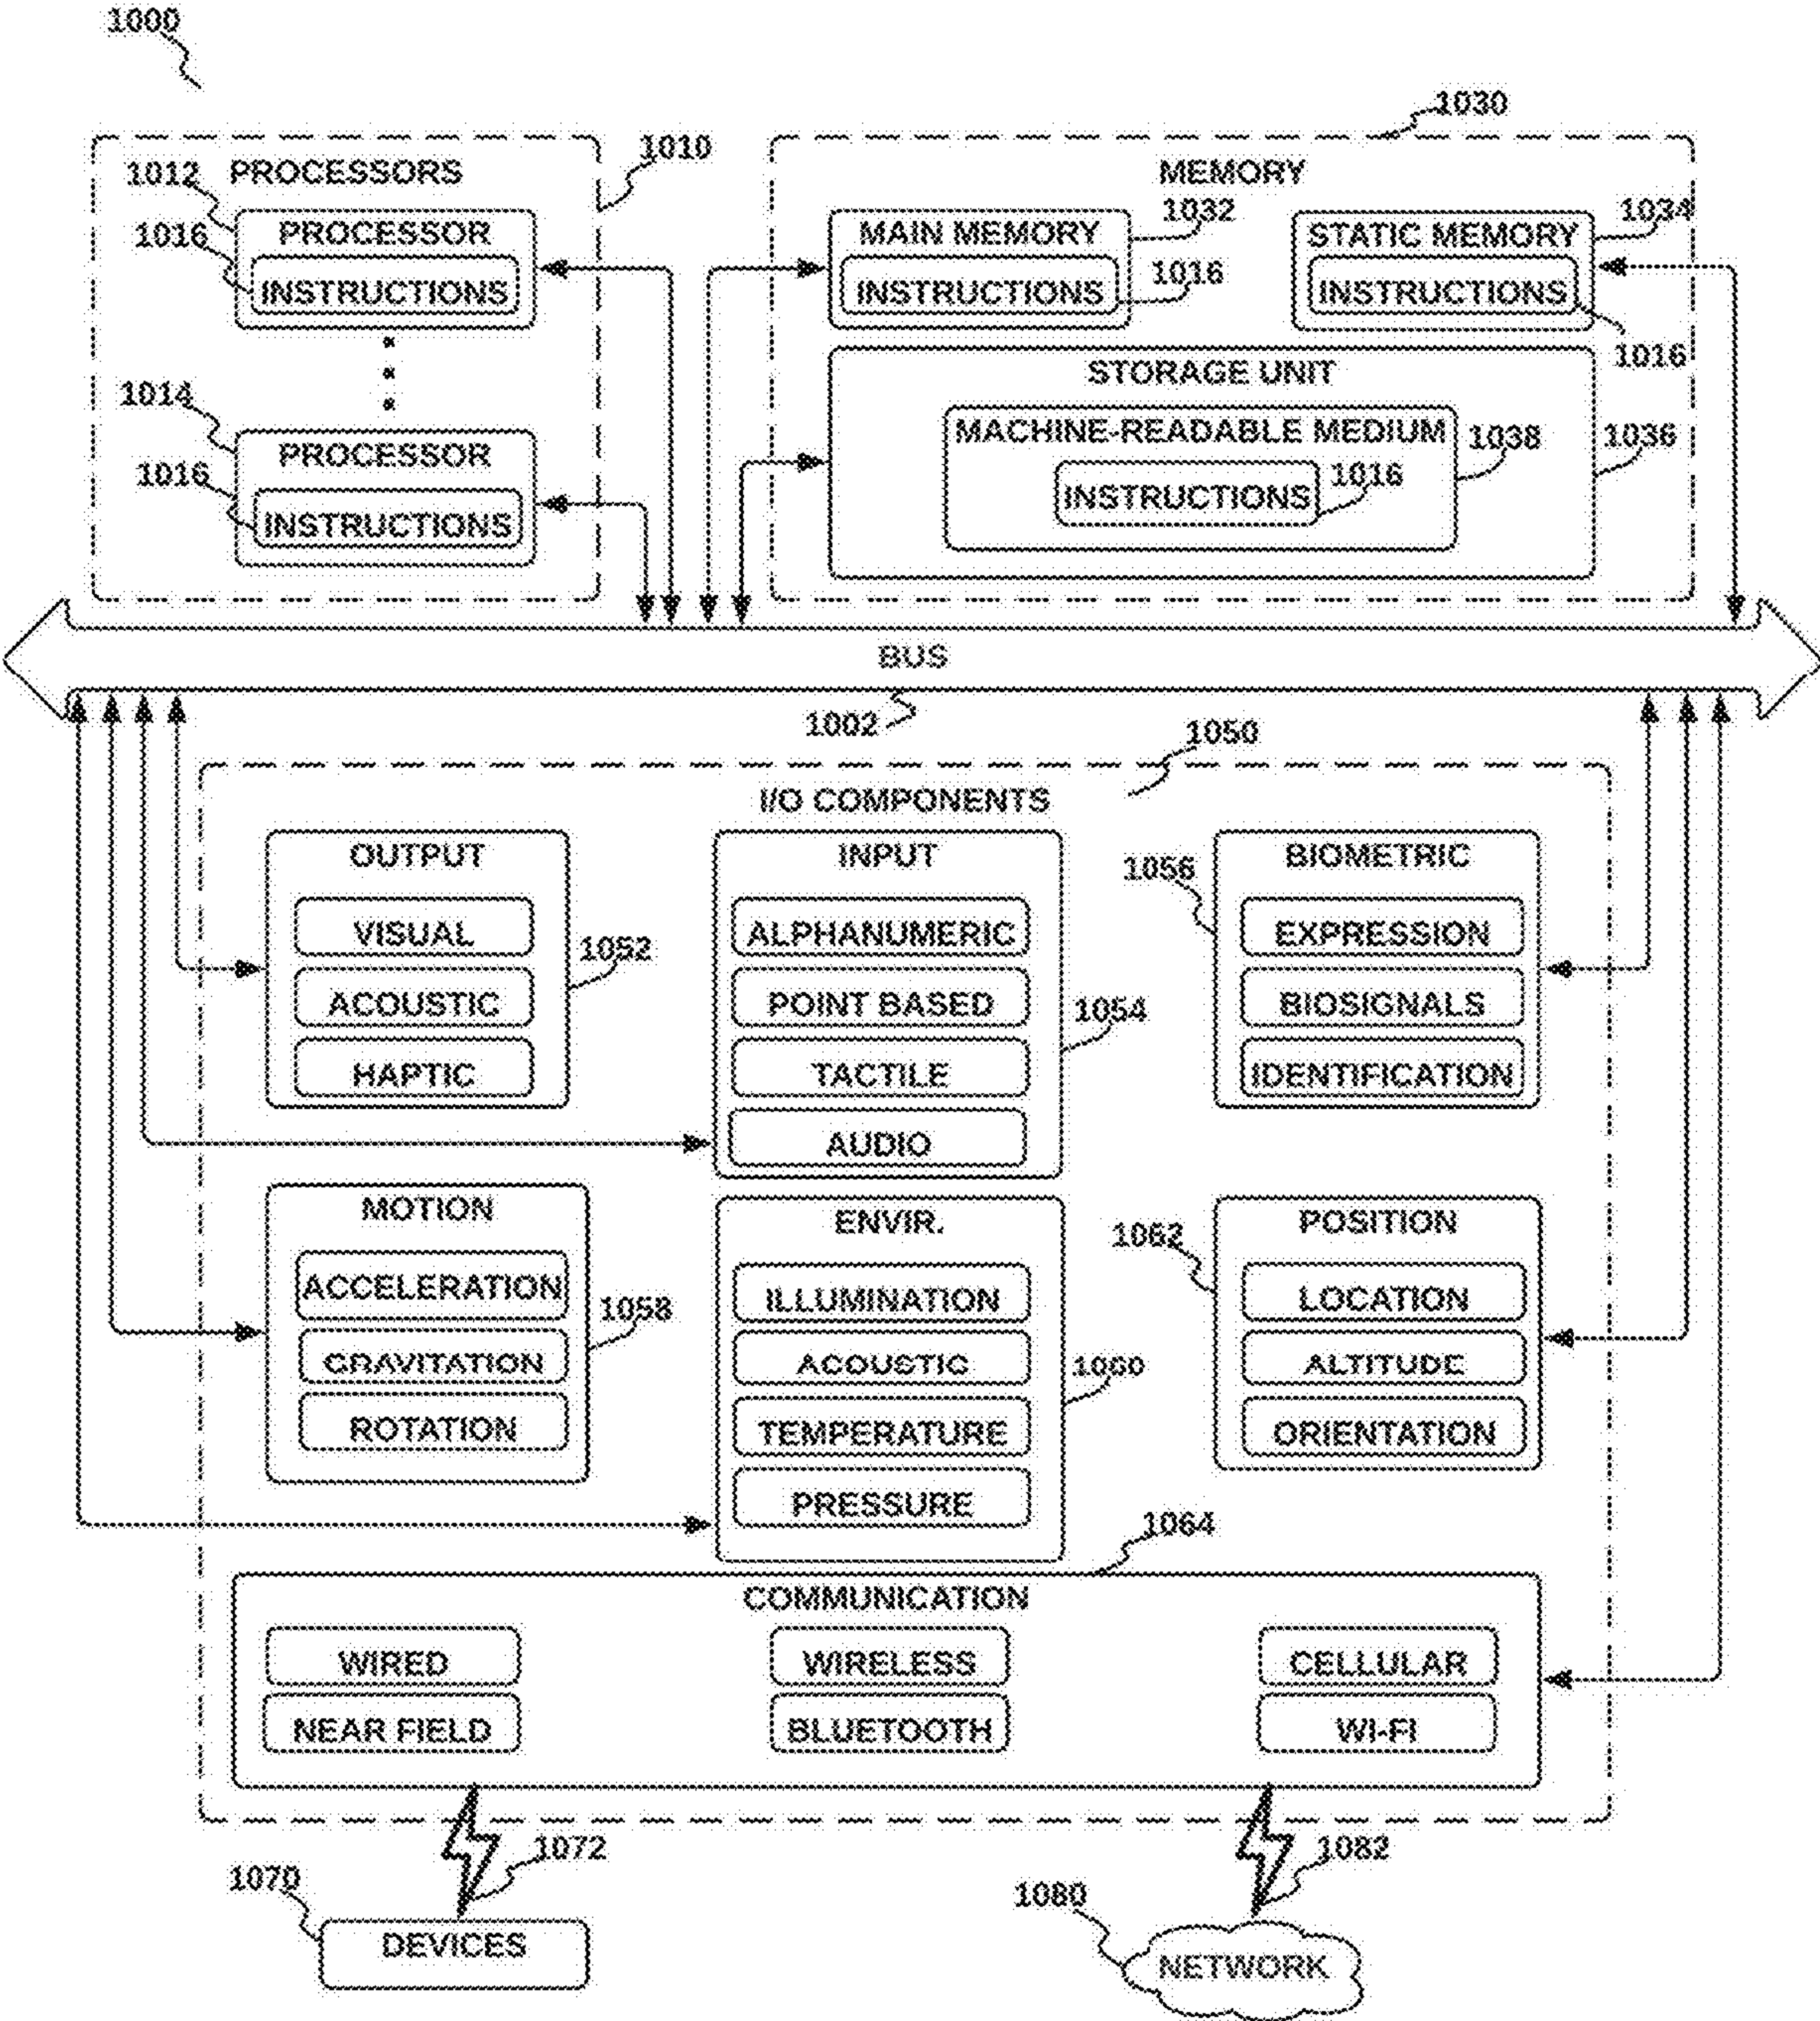 1000
1030
1010
PROCESSORS
1012
PROCESSOR
1016
INSTRUCTIONS
1014
PROCESSOR
1016
INSTRUCTIONS
MEMORY
1032
MAIN MEMORY
1016
INSTRUCTIONS
1034
STATIC MEMORY
INSTRUCTIONS
1016
STORAGE UNIT
MACHINE-READABLE MEDIUM
1038
1036
1016
INSTRUCTIONS
BUS
1002
1050
I/O COMPONENTS
OUTPUT
VISUAL
1052
ACOUSTIC
HAPTIC
INPUT
ALPHANUMERIC
POINT BASED
1054
TACTILE
AUDIO
BIOMETRIC
1056
EXPRESSION
BIOSIGNALS
IDENTIFICATION
MOTION
ACCELERATION
1058
GRAVITATION
ROTATION
ENVIR.
ILLUMINATION
ACOUSTIC
1060
TEMPERATURE
PRESSURE
POSITION
1062
LOCATION
ALTITUDE
ORIENTATION
1064
COMMUNICATION
WIRED
WIRELESS
CELLULAR
NEAR FIELD
BLUETOOTH
WI-FI
1072
1082
1070
1080
DEVICES
NETWORK